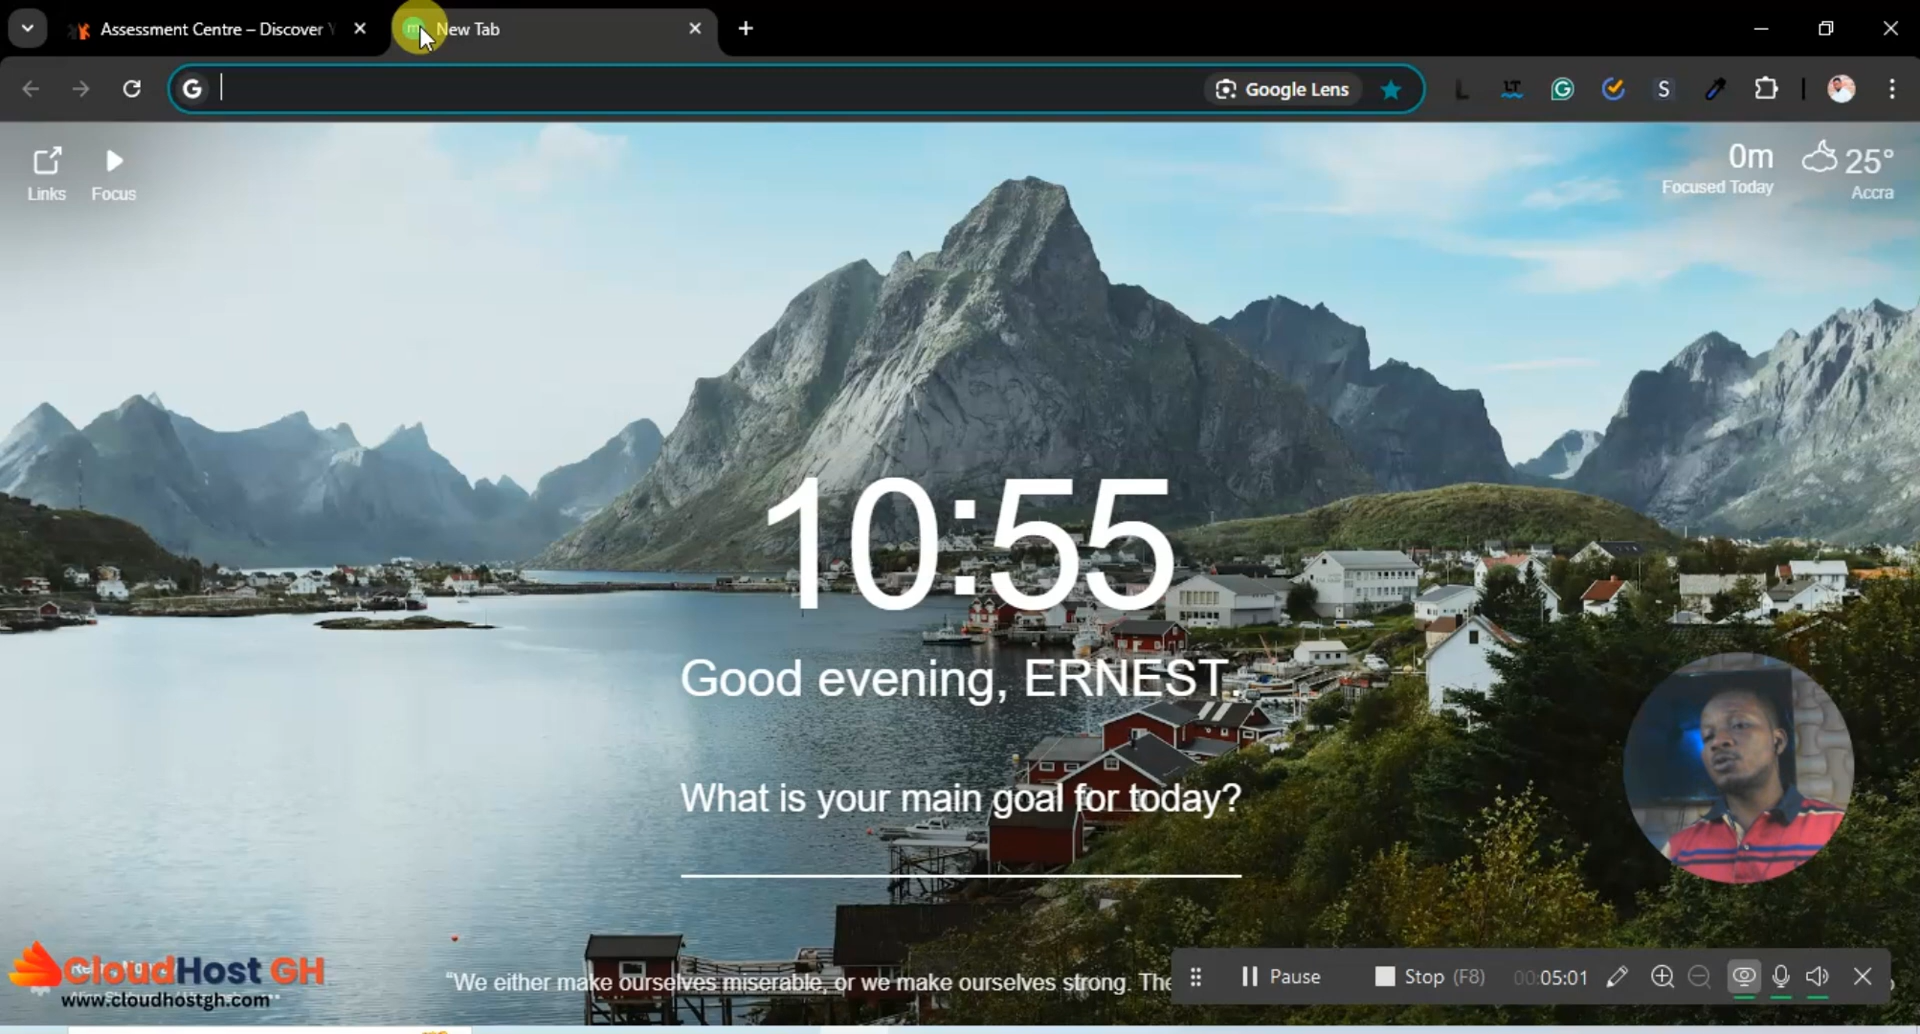 Assessment Centre – Discover
New Tab
Google Lens
Links
Focus
0m
Focused Today
25°
Accra
10:55
Good evening, ERNEST.
What is your main goal for today?
CloudHost GH
www.cloudhostgh.com
“We either make ourselves miserable, or we make ourselves strong. The
Pause
Stop (F8)
00:05:01